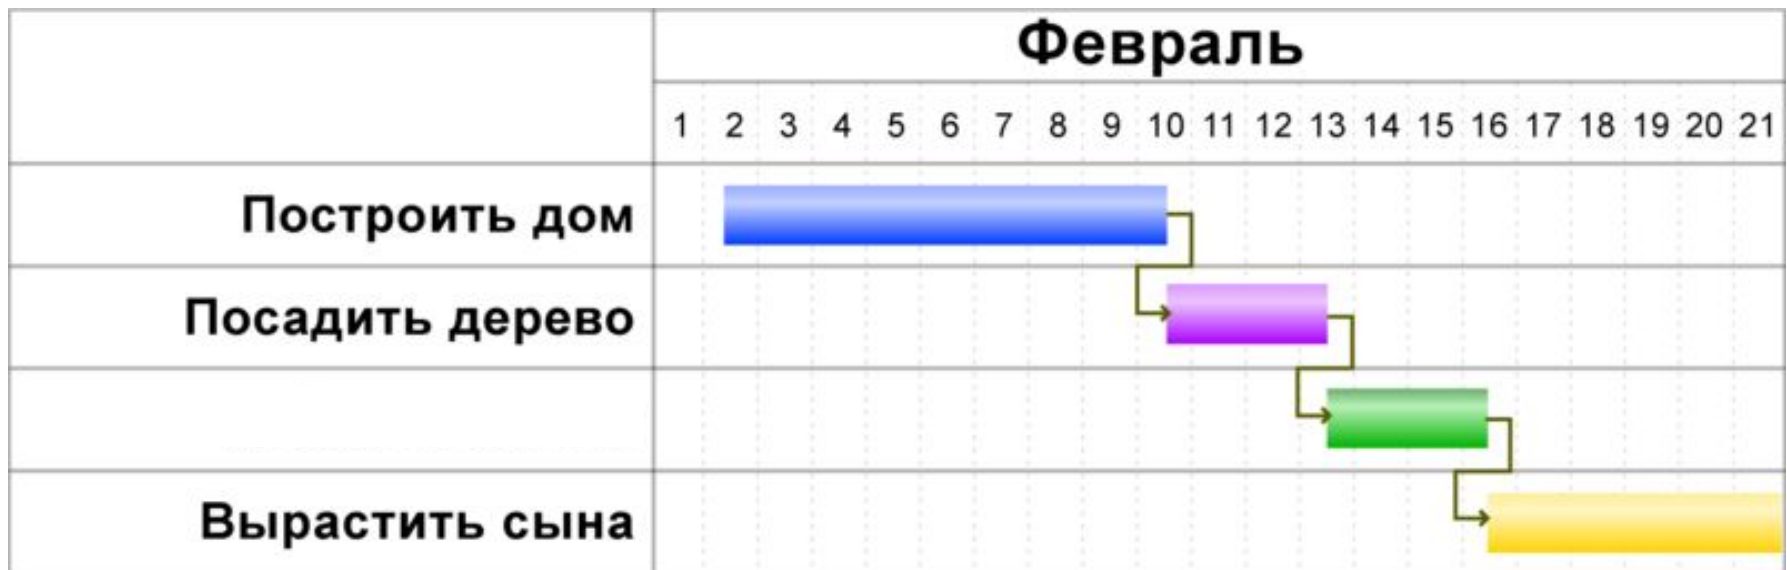 Февраль
1 2 3 4 5 6 7 8 9 10 11 12 13 14 15 16 17 18 19 20 21
Построить дом
Посадить дерево
Вырастить сына